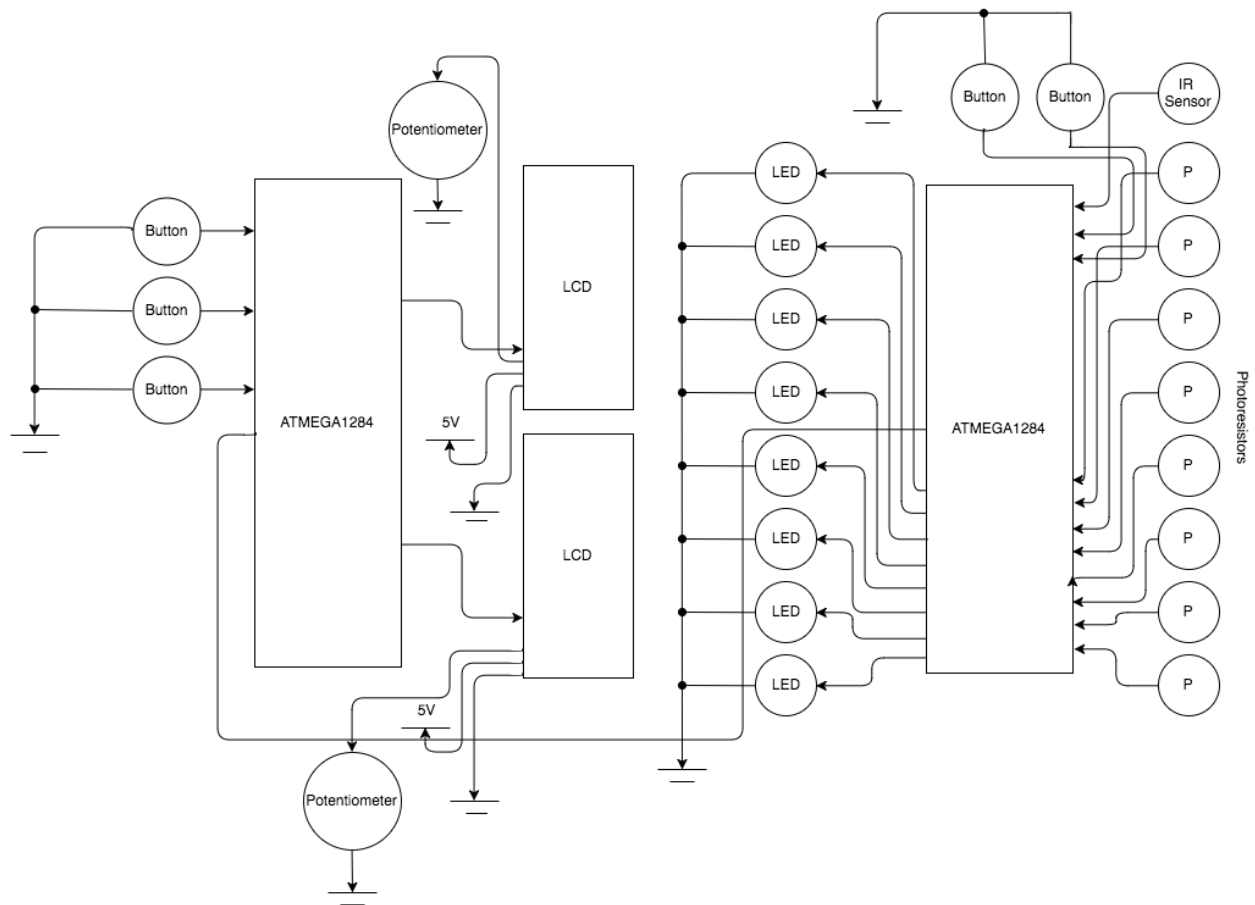 Button
Button
IR
Sensor
Potentiometer
LED
P
Button
LED
P
LCD
Button
LED
P
Button
LED
P
Photoresistors
5V
ATMEGA1284
ATMEGA1284
LED
P
LCD
LED
P
LED
P
5V
LED
P
Potentiometer